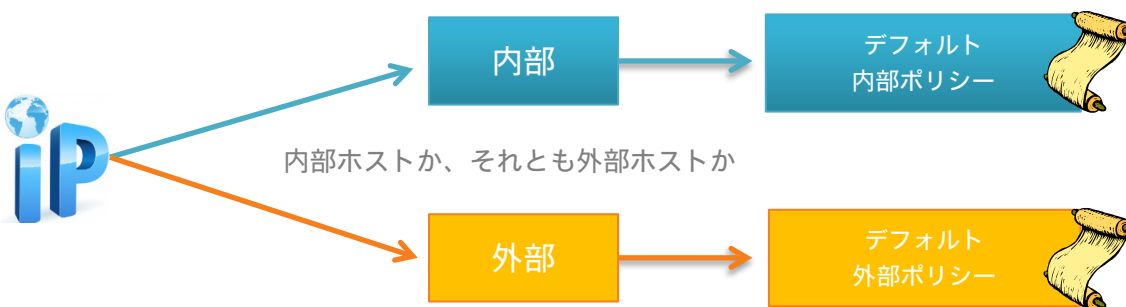 内部
デフォルト
内部ポリシー
iP
内部ホストか、それとも外部ホストか
外部
デフォルト
外部ポリシー